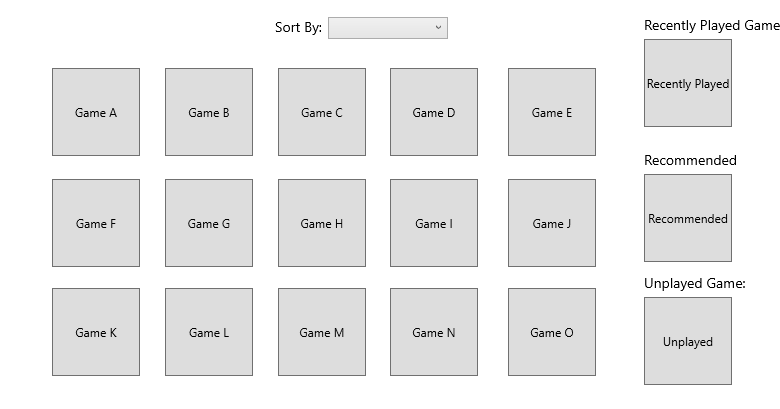 Sort By:
Game A
Game B
Game C
Game D
Game E
Game F
Game G
Game H
Game I
Game J
Game K
Game L
Game M
Game N
Game O
Recently Played Game
Recently Played
Recommended
Recommended
Unplayed Game:
Unplayed